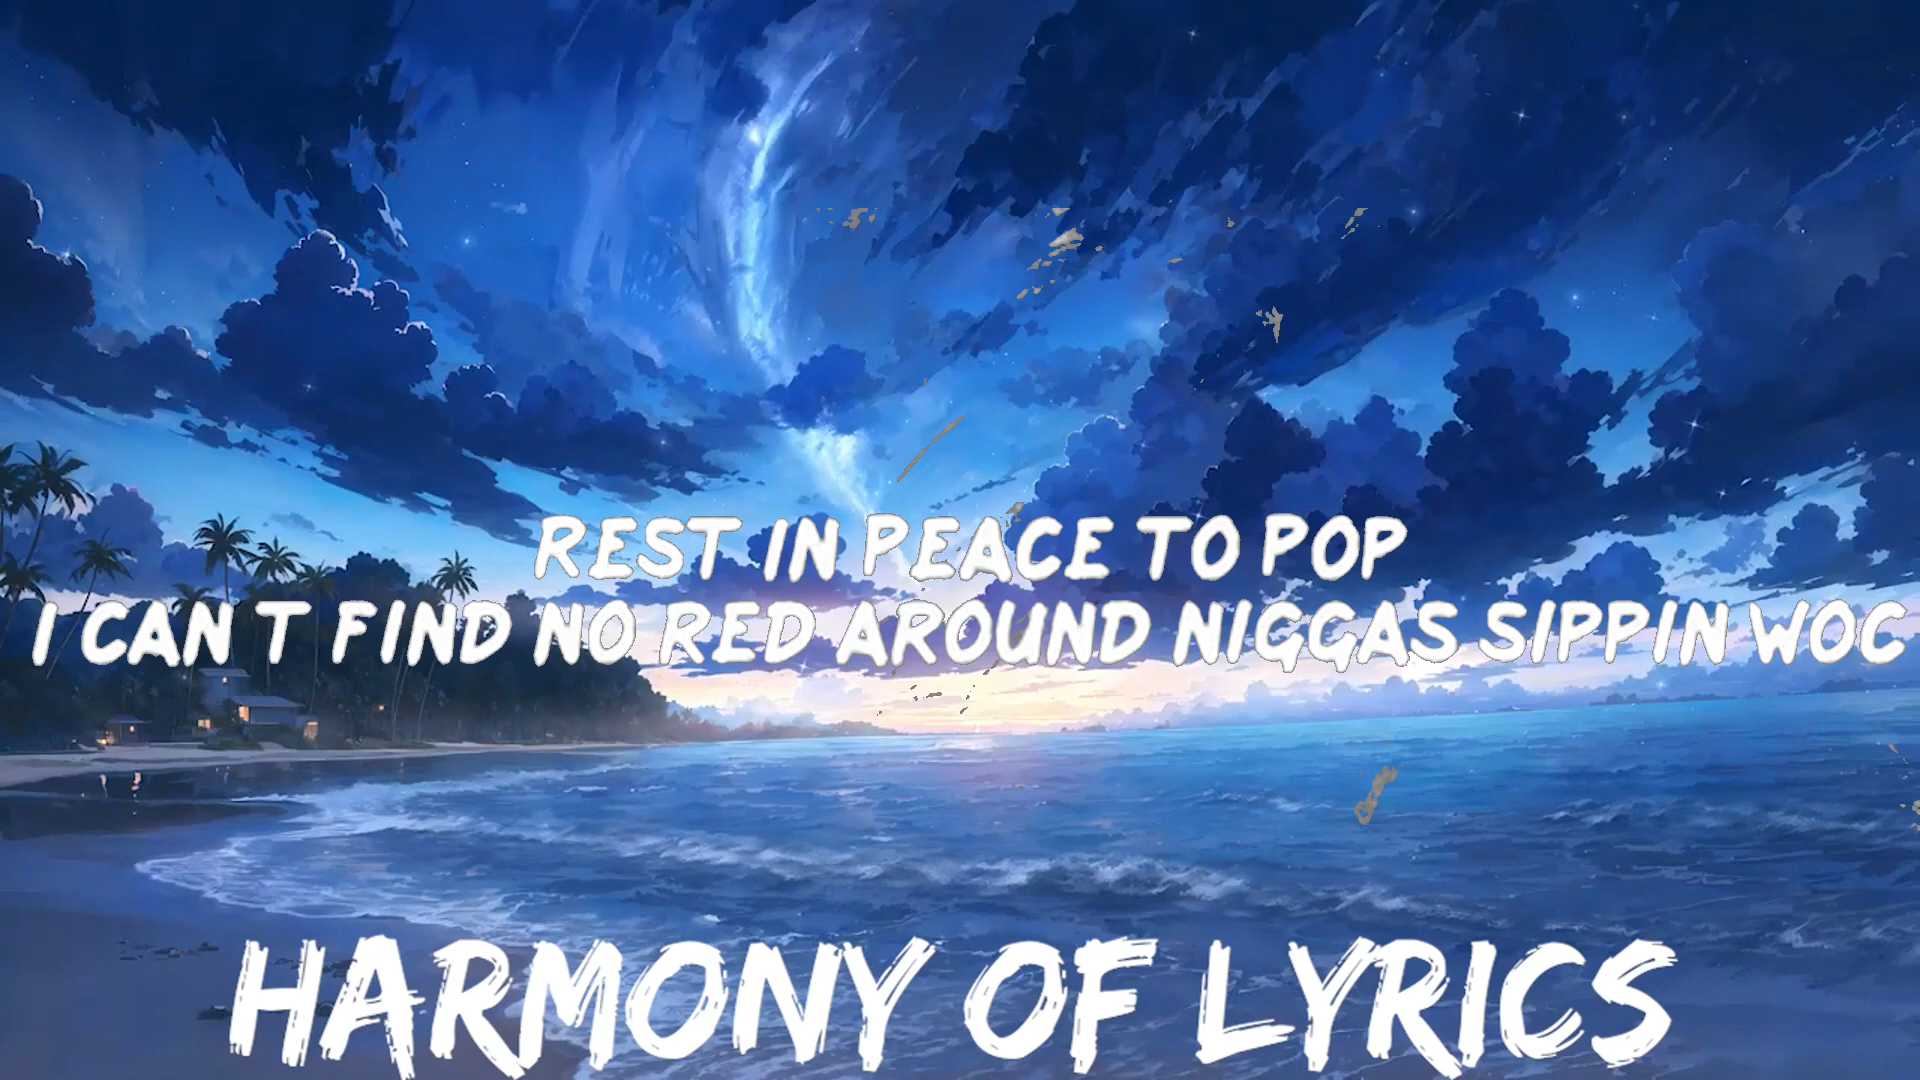 REST IN PEACE TO POP
I CAN T FIND NO RED AROUND NIGGAS SIPPIN WOC
HARMONY OF LYRICS